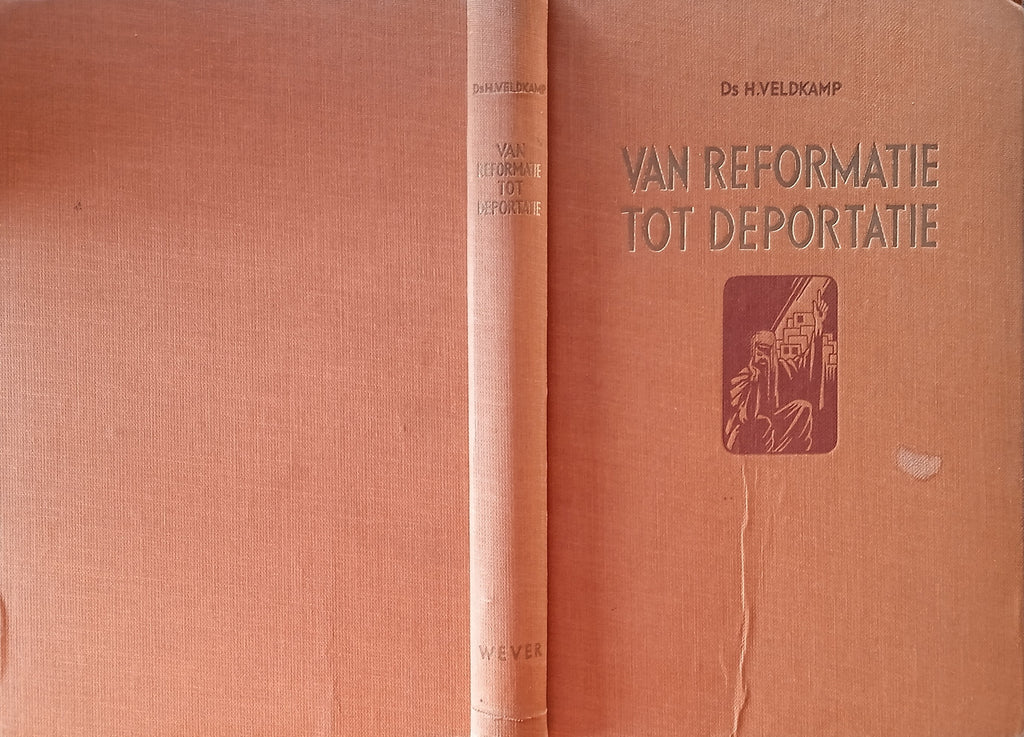 Ds H.VELDKAMP
VAN
REFORMATIE
TOT
DEPORTATIE
WEVER
Ds H.VELDKAMP
VAN REFORMATIE
TOT DEPORTATIE